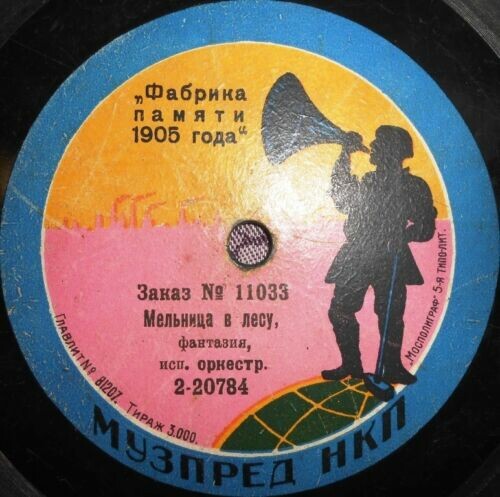 „Фабрика
памяти
1905 года“
Заказ № 11033
Мельница в лесу,
фантазия,
исп. оркестр.
2-20784
Главлит № 81207. Тираж 3.000.
„Мосполиграф“ 5-я Типо-лит.
МУЗПРЕД НКП